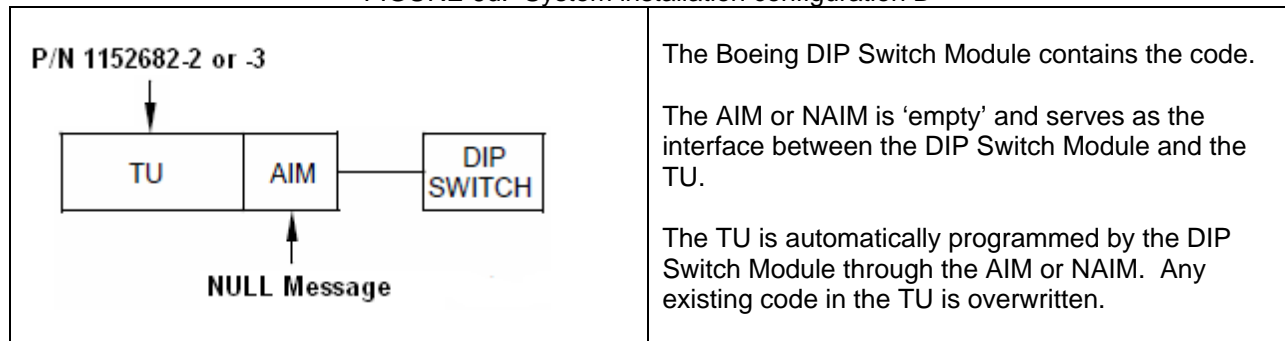 P/N 1152682-2 or -3
TU
AIM
DIP
SWITCH
NULL Message
The Boeing DIP Switch Module contains the code.
The AIM or NAIM is ‘empty’ and serves as the
interface between the DIP Switch Module and the
TU.
The TU is automatically programmed by the DIP
Switch Module through the AIM or NAIM. Any
existing code in the TU is overwritten.